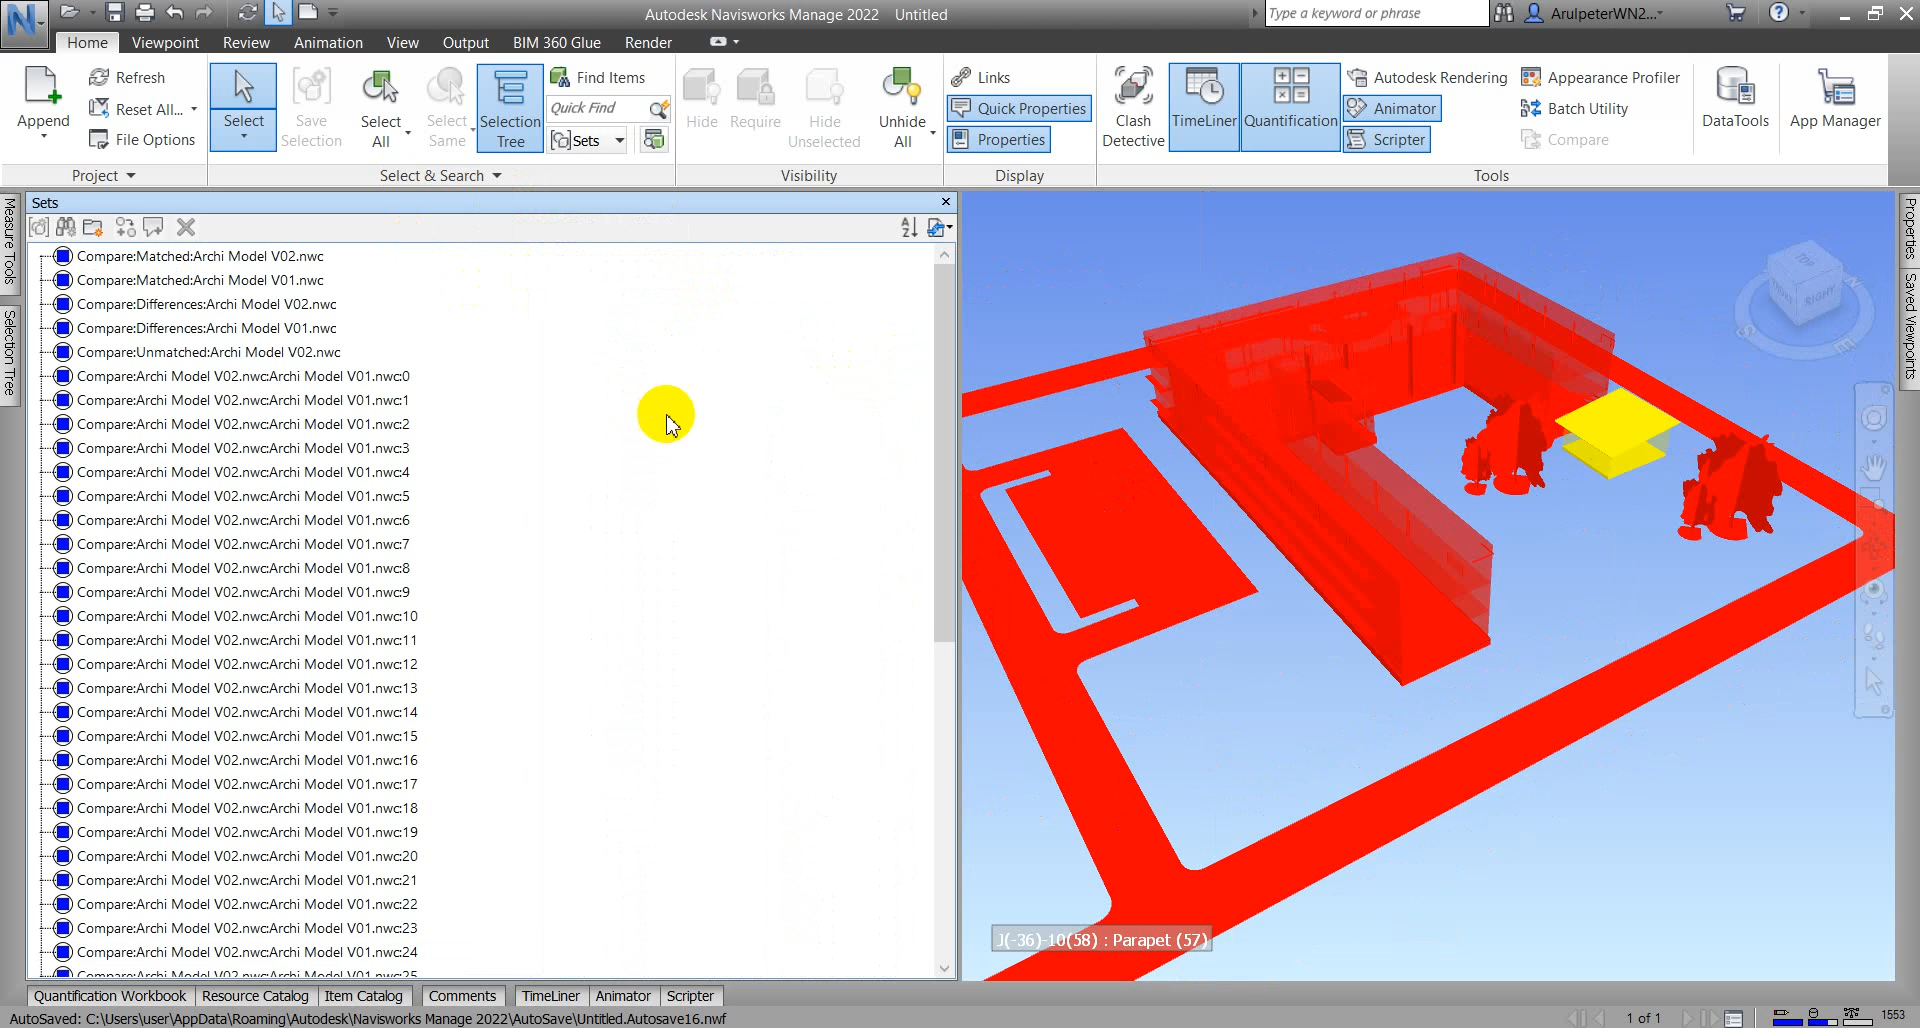 Autodesk Navisworks Manage 2022 Untitled
Type a keyword or phrase
ArulpeterWN2...
Home Viewpoint Review Animation View Output BIM 360 Glue Render
Append
Refresh
Reset All...
File Options
Project
Select
Save Selection
Select All
Select Same
Selection Tree
Find Items
Quick Find
Sets
Select & Search
Hide
Require
Hide Unselected
Unhide All
Visibility
Links
Quick Properties
Properties
Display
Clash Detective
TimeLiner
Quantification
Autodesk Rendering
Animator
Scripter
Appearance Profiler
Batch Utility
Compare
DataTools
App Manager
Tools
Measure Tools
Selection Tree
Sets
Compare:Matched:Archi Model V02.nwc
Compare:Matched:Archi Model V01.nwc
Compare:Differences:Archi Model V02.nwc
Compare:Differences:Archi Model V01.nwc
Compare:Unmatched:Archi Model V02.nwc
Compare:Archi Model V02.nwc:Archi Model V01.nwc:0
Compare:Archi Model V02.nwc:Archi Model V01.nwc:1
Compare:Archi Model V02.nwc:Archi Model V01.nwc:2
Compare:Archi Model V02.nwc:Archi Model V01.nwc:3
Compare:Archi Model V02.nwc:Archi Model V01.nwc:4
Compare:Archi Model V02.nwc:Archi Model V01.nwc:5
Compare:Archi Model V02.nwc:Archi Model V01.nwc:6
Compare:Archi Model V02.nwc:Archi Model V01.nwc:7
Compare:Archi Model V02.nwc:Archi Model V01.nwc:8
Compare:Archi Model V02.nwc:Archi Model V01.nwc:9
Compare:Archi Model V02.nwc:Archi Model V01.nwc:10
Compare:Archi Model V02.nwc:Archi Model V01.nwc:11
Compare:Archi Model V02.nwc:Archi Model V01.nwc:12
Compare:Archi Model V02.nwc:Archi Model V01.nwc:13
Compare:Archi Model V02.nwc:Archi Model V01.nwc:14
Compare:Archi Model V02.nwc:Archi Model V01.nwc:15
Compare:Archi Model V02.nwc:Archi Model V01.nwc:16
Compare:Archi Model V02.nwc:Archi Model V01.nwc:17
Compare:Archi Model V02.nwc:Archi Model V01.nwc:18
Compare:Archi Model V02.nwc:Archi Model V01.nwc:19
Compare:Archi Model V02.nwc:Archi Model V01.nwc:20
Compare:Archi Model V02.nwc:Archi Model V01.nwc:21
Compare:Archi Model V02.nwc:Archi Model V01.nwc:22
Compare:Archi Model V02.nwc:Archi Model V01.nwc:23
Compare:Archi Model V02.nwc:Archi Model V01.nwc:24
Compare:Archi Model V02.nwc:Archi Model V01.nwc:25
TOP
RIGHT
N
S
E
J(-36)-10(58) : Parapet (57)
Properties
Saved Viewpoints
Quantification Workbook Resource Catalog Item Catalog Comments TimeLiner Animator Scripter
AutoSaved: C:\Users\user\AppData\Roaming\Autodesk\Navisworks Manage 2022\AutoSave\Untitled.Autosave16.nwf
1 of 1
1553